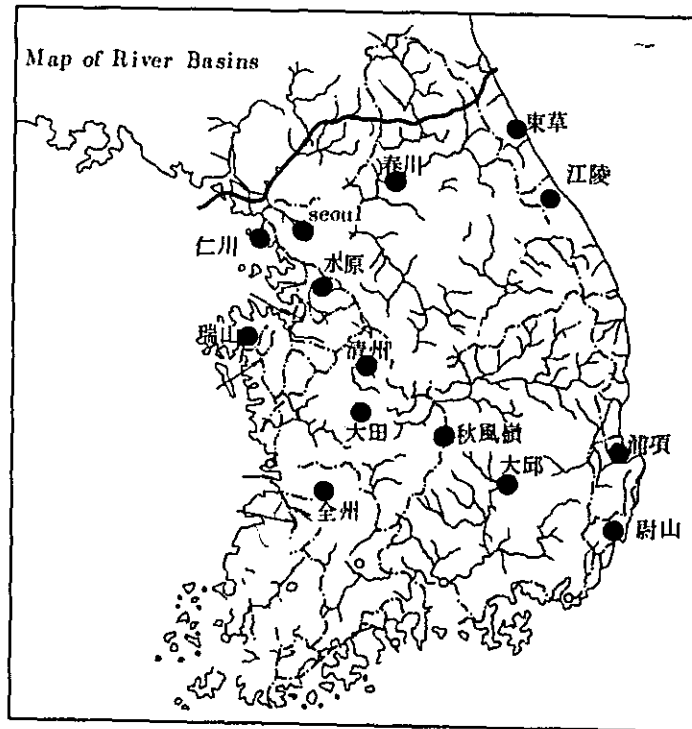 Map of River Basins
東草
春川
江陵
seoul
仁川
水原
瑞山
清州
大田
秋風嶺
浦項
大邱
全州
尉山